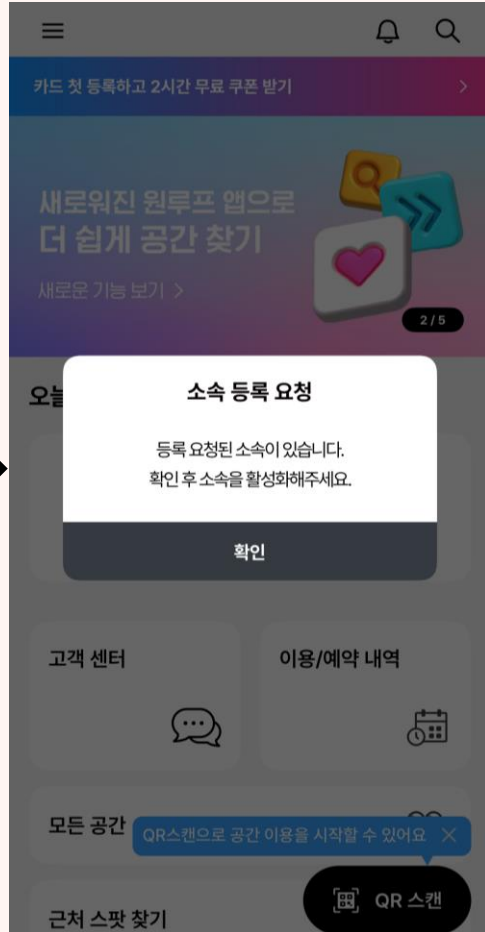 카드 첫 등록하고 2시간 무료 쿠폰 받기
새로워진 원루프 앱으로
더 쉽게 공간 찾기
새로운 기능 보기
2 / 5
소속 등록 요청
등록 요청된 소속이 있습니다.
확인 후 소속을 활성화해주세요.
확인
고객 센터
이용/예약 내역
모든 공간
QR스캔으로 공간 이용을 시작할 수 있어요
QR 스캔
근처 스팟 찾기